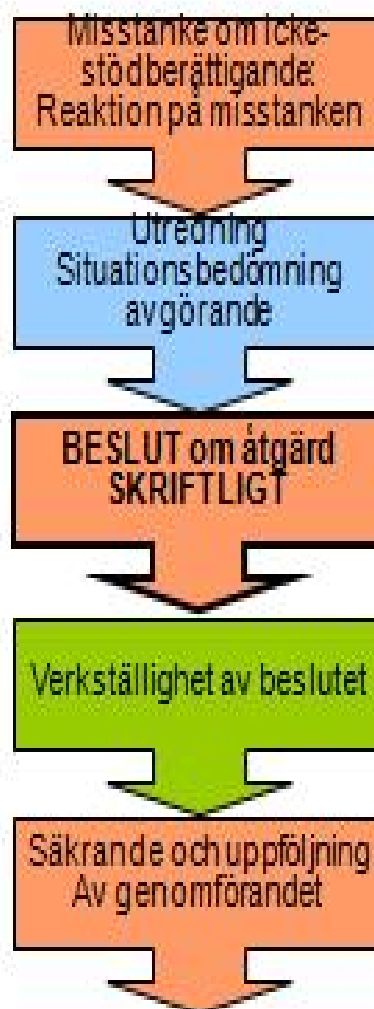 Misstanke om icke-
stödberättigande:
Reaktion på misstanken
Utredning
Situationsbedömning
avgörande
BESLUT om åtgärd
SKRIFTLIGT
Verkställighet av beslutet
Säkrande och uppföljning
Av genomförandet